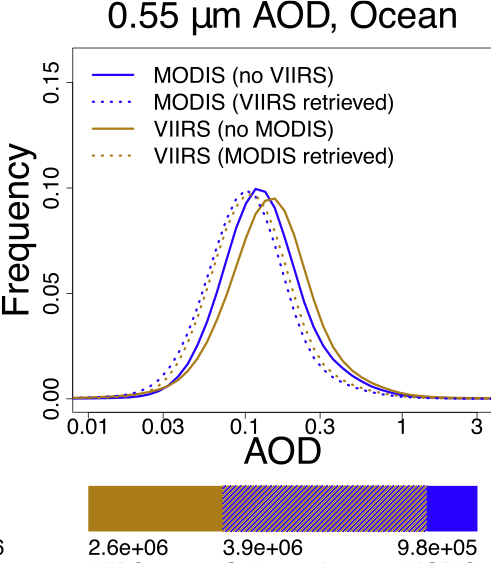 0.55 μm AOD, Ocean
MODIS (no VIIRS)
MODIS (VIIRS retrieved)
VIIRS (no MODIS)
VIIRS (MODIS retrieved)
Frequency
0.15
0.10
0.05
0.00
0.01 0.03 0.1 0.3 1 3
AOD
2.6e+06 3.9e+06 9.8e+05